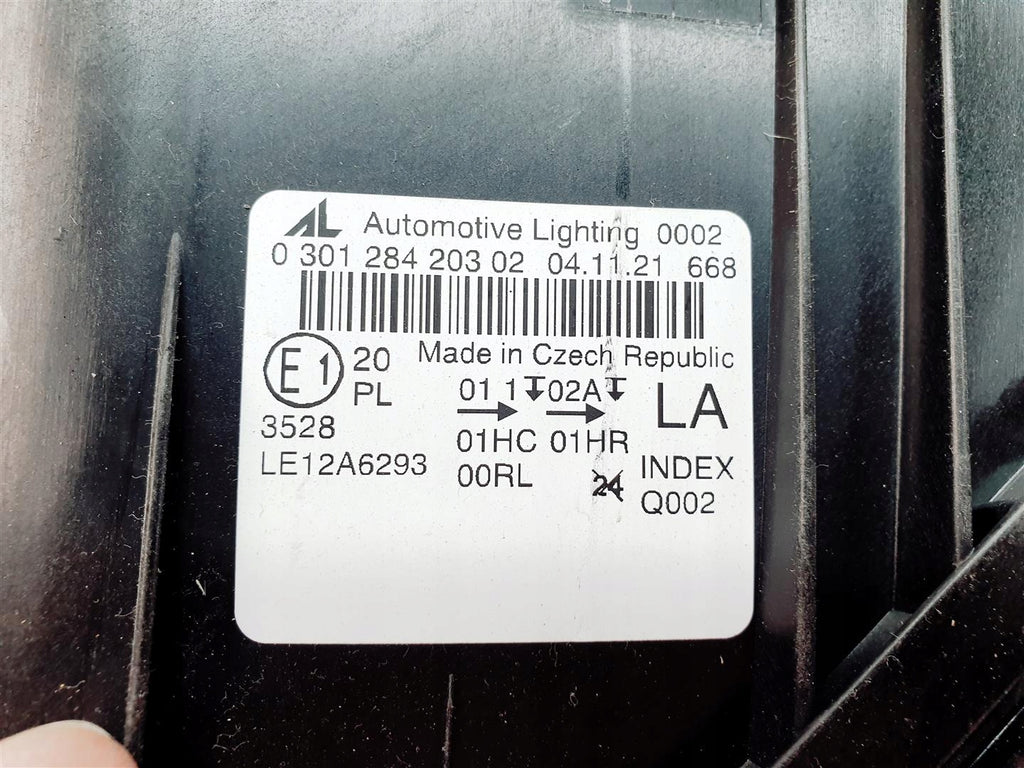 AL Automotive Lighting 0002
0 301 284 203 02 04.11.21 668
Made in Czech Republic
E1 20
PL
01 1 02A
LA
3528
01HC 01HR
LE12A6293
00RL
24
INDEX
Q002